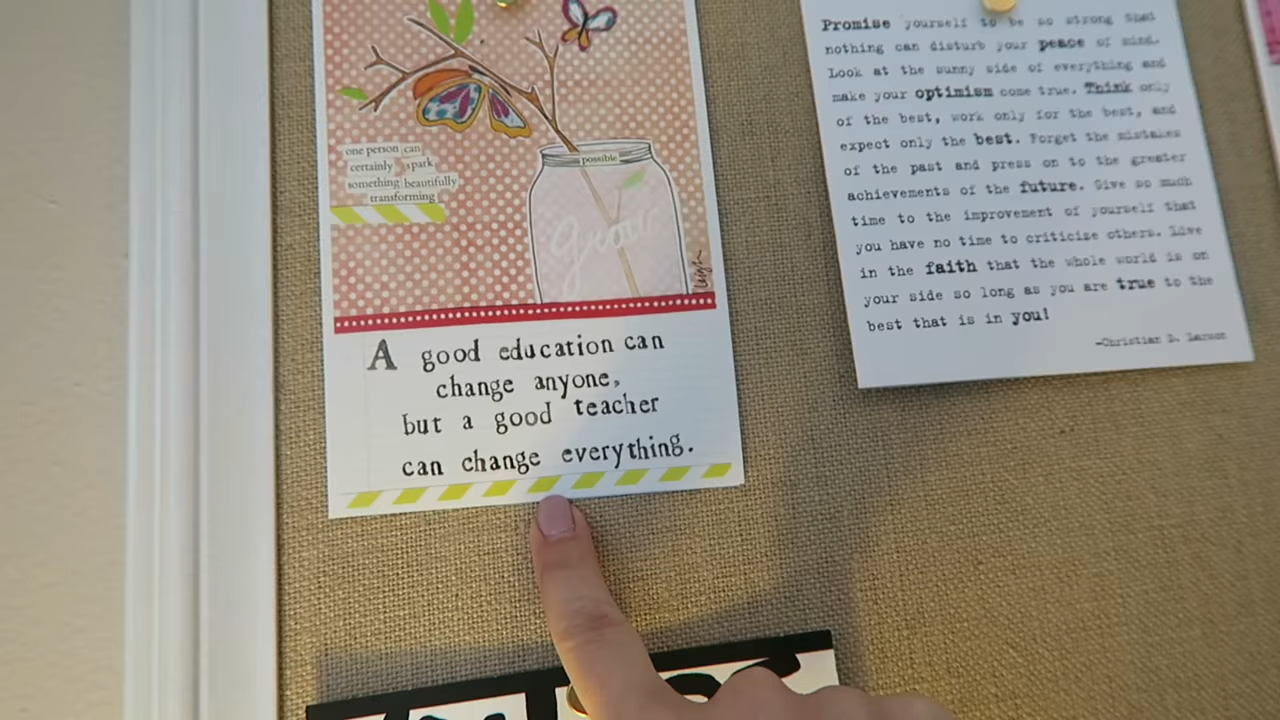 one person can
certainly spark
something beautifully
transforming
possible
grow
Leigh
A good education can
change anyone,
but a good teacher
can change everything.
Promise yourself to be so strong that
nothing can disturb your peace of mind.
Look at the sunny side of everything and
make your optimism come true. Think only
of the best, work only for the best, and
expect only the best. Forget the mistakes
of the past and press on to the greater
achievements of the future. Give so much
time to the improvement of yourself that
you have no time to criticize others. Live
in the faith that the whole world is on
your side so long as you are true to the
best that is in you!
-Christian D. Larson